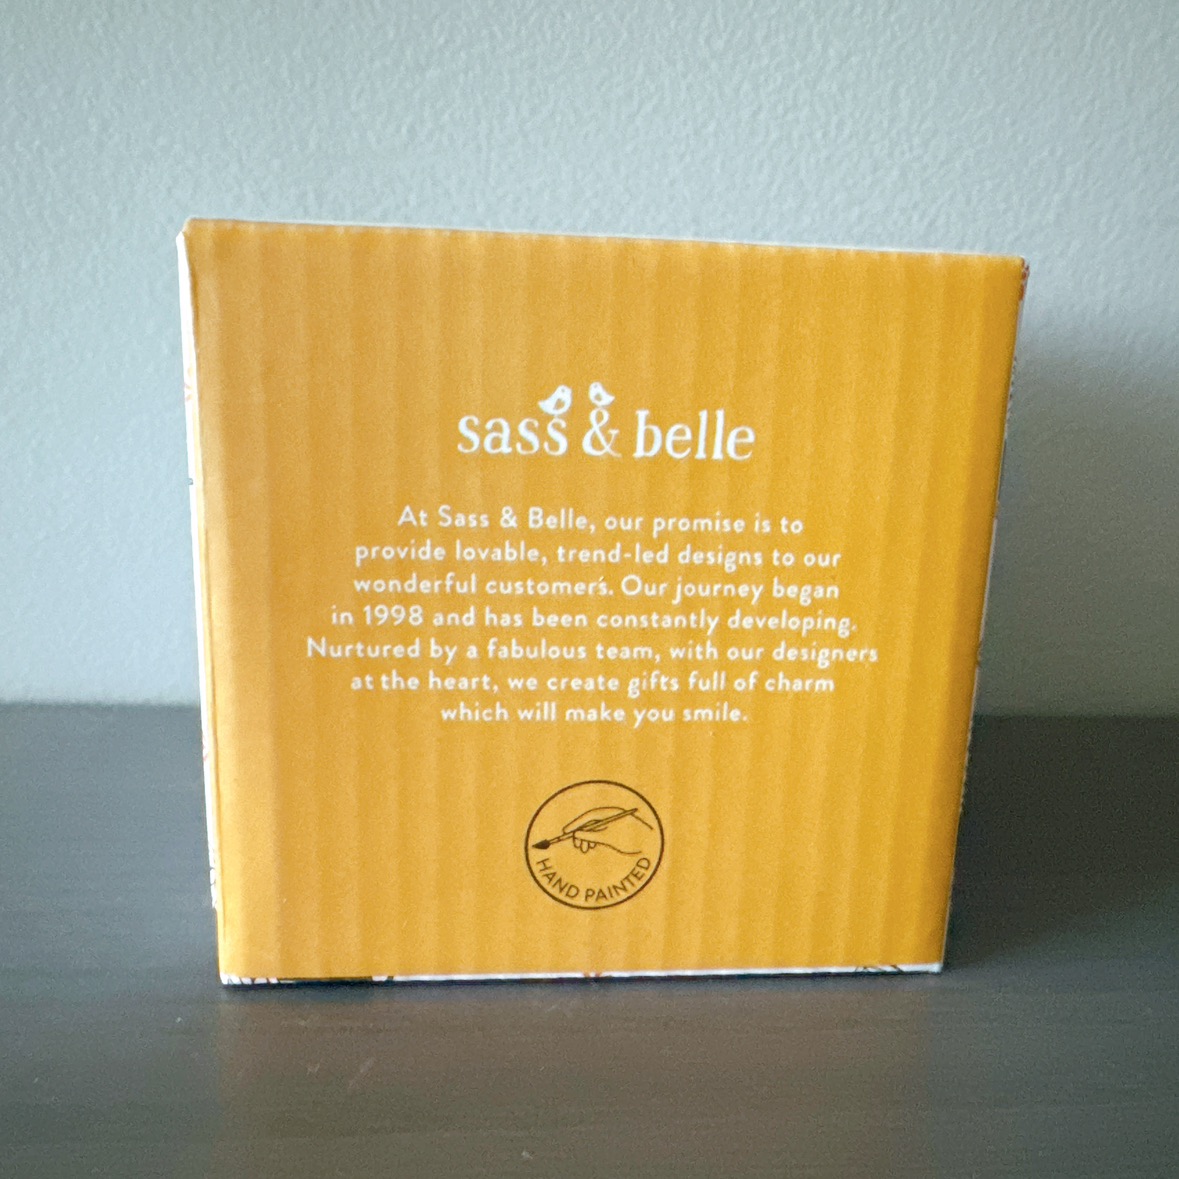 sass & belle
At Sass & Belle, our promise is to
provide lovable, trend-led designs to our
wonderful customers. Our journey began
in 1998 and has been constantly developing.
Nurtured by a fabulous team, with our designers
at the heart, we create gifts full of charm
which will make you smile.
HAND PAINTED